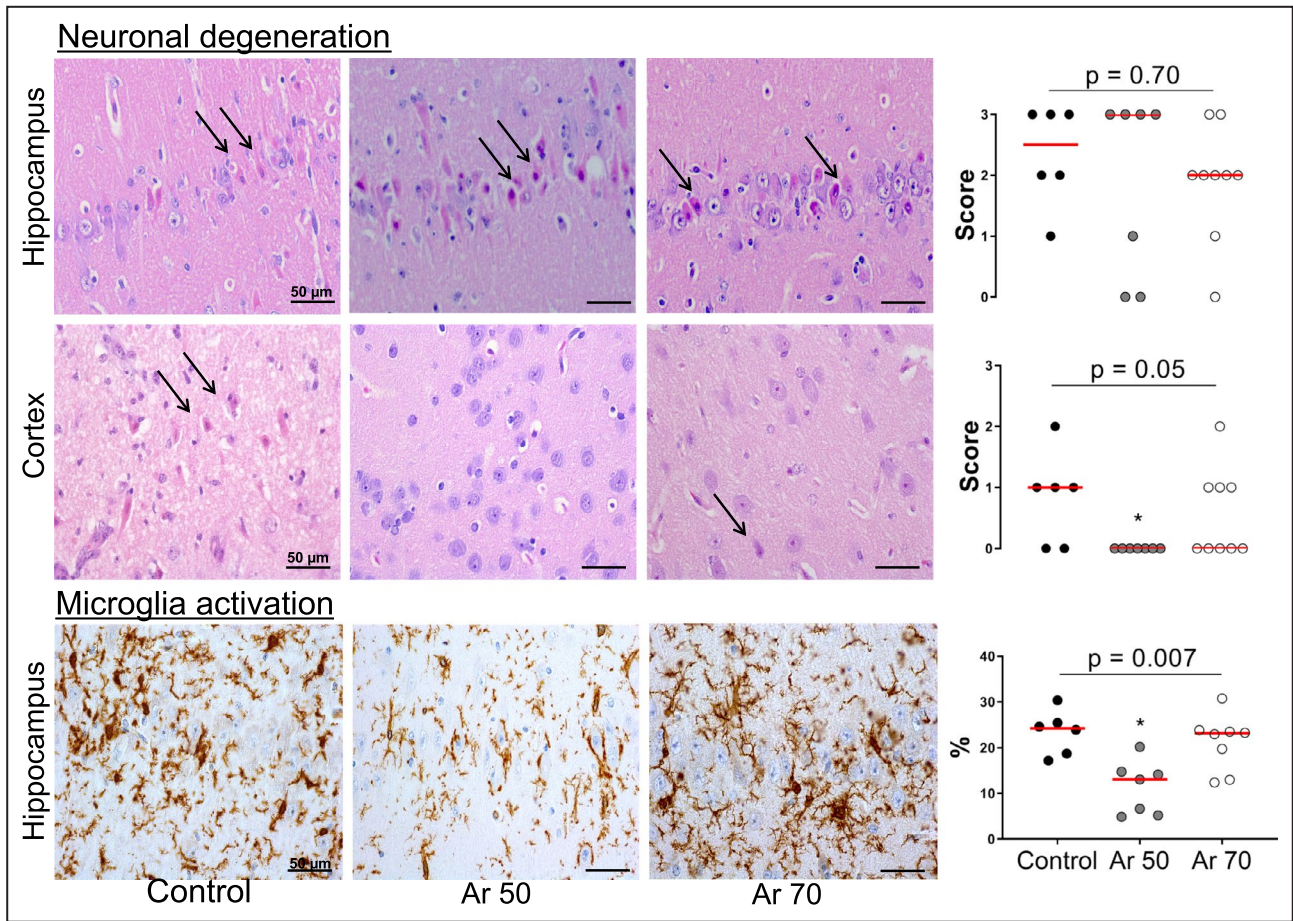 Neuronal degeneration
Hippocampus
50 µm
p = 0.70
Score
3
2
1
0
Cortex
50 µm
p = 0.05
Score
3
2
1
0
*
Microglia activation
Hippocampus
50 µm
p = 0.007
%
40
30
20
10
0
*
Control
Ar 50
Ar 70
Control
Ar 50
Ar 70